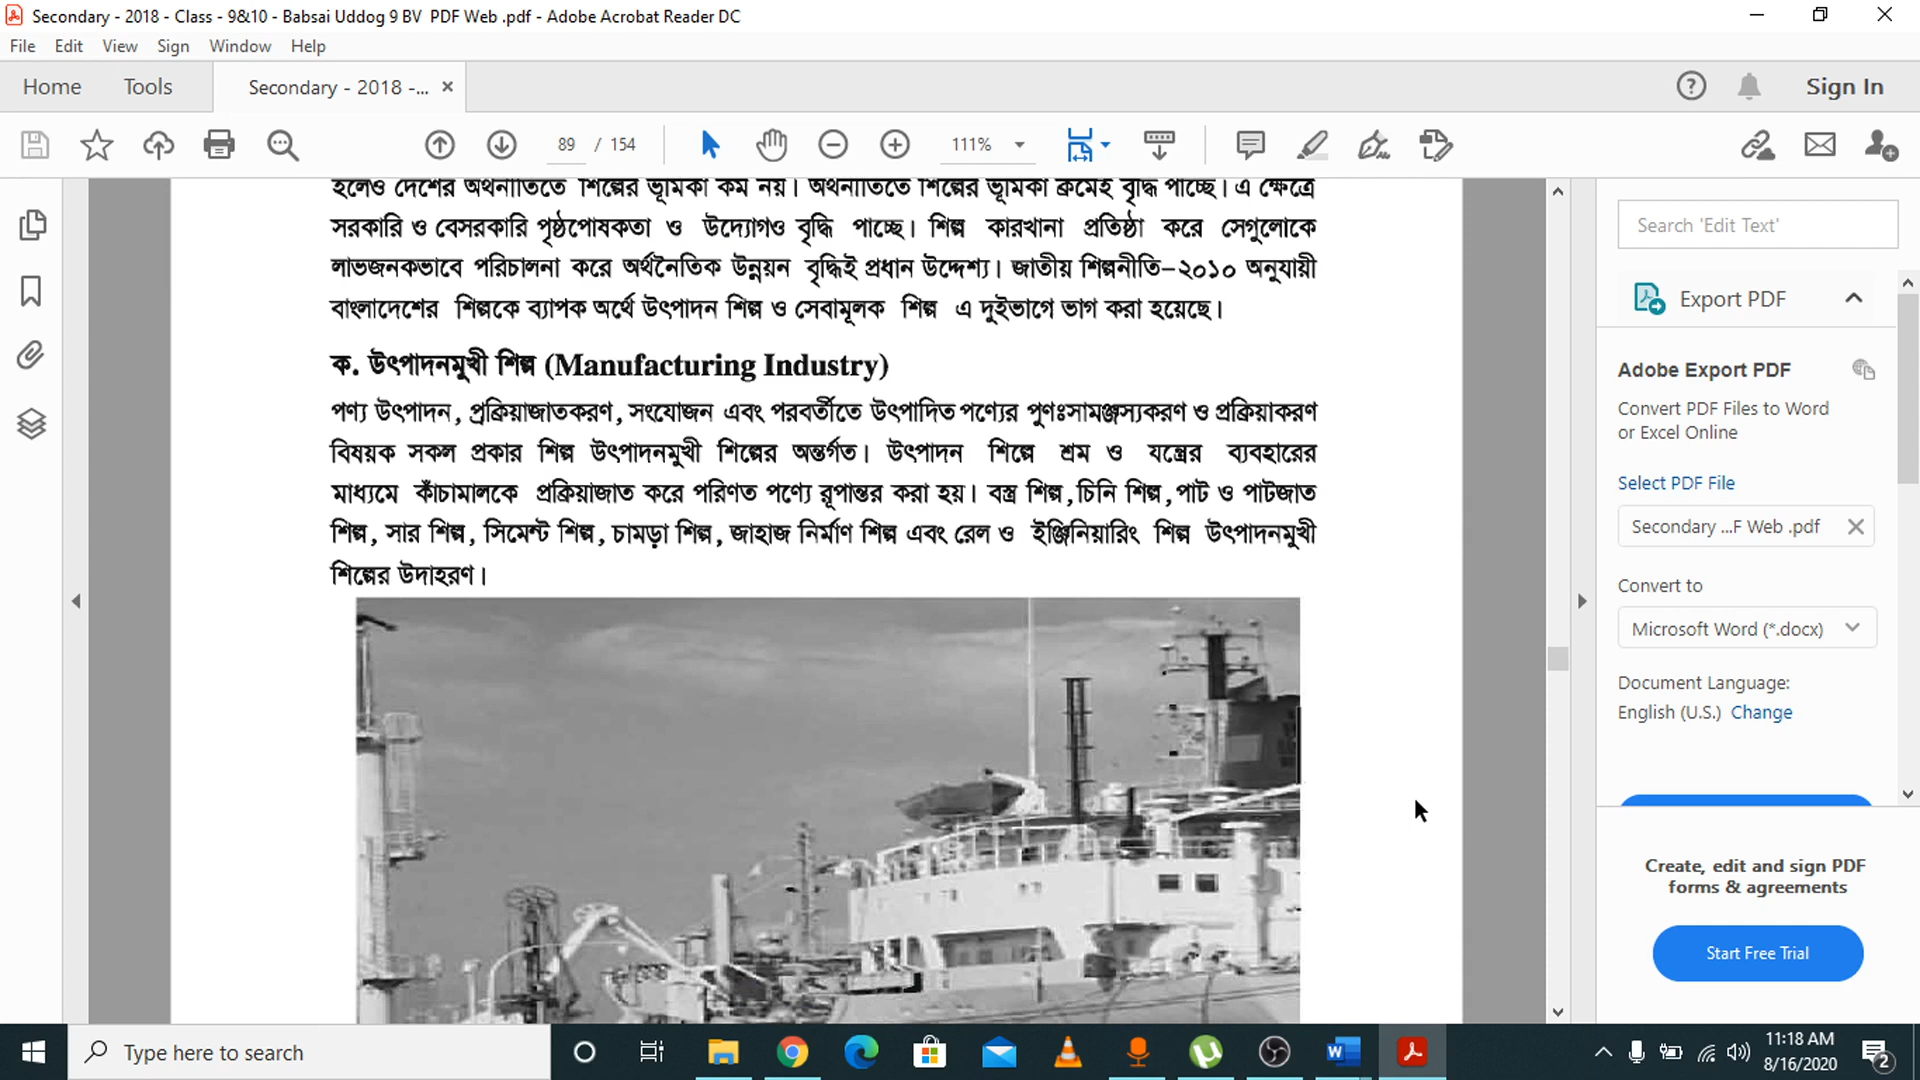 Secondary - 2018 - Class - 9&10 - Babsai Uddog 9 BV PDF Web .pdf - Adobe Acrobat Reader DC
File Edit View Sign Window Help
Home Tools Secondary - 2018 -... Sign In
89 / 154 111%
হলেও দেশের অর্থনীতিতে শিল্পের ভূমিকা কম নয়। অর্থনীতিতে শিল্পের ভূমিকা ক্রমেই বৃদ্ধি পাচ্ছে। এ ক্ষেত্রে
সরকারি ও বেসরকারি পৃষ্ঠপোষকতা ও উদ্যোগও বৃদ্ধি পাচ্ছে। শিল্প কারখানা প্রতিষ্ঠা করে সেগুলোকে
লাভজনকভাবে পরিচালনা করে অর্থনৈতিক উন্নয়ন বৃদ্ধিই প্রধান উদ্দেশ্য। জাতীয় শিল্পনীতি–২০১০ অনুযায়ী
বাংলাদেশের শিল্পকে ব্যাপক অর্থে উৎপাদন শিল্প ও সেবামূলক শিল্প এ দুইভাগে ভাগ করা হয়েছে।
ক. উৎপাদনমুখী শিল্প (Manufacturing Industry)
পণ্য উৎপাদন, প্রক্রিয়াজাতকরণ, সংযোজন এবং পরবর্তীতে উৎপাদিত পণ্যের পুণঃসামঞ্জস্যকরণ ও প্রক্রিয়াকরণ
বিষয়ক সকল প্রকার শিল্প উৎপাদনমুখী শিল্পের অন্তর্গত। উৎপাদন শিল্পে শ্রম ও যন্ত্রের ব্যবহারের
মাধ্যমে কাঁচামালকে প্রক্রিয়াজাত করে পরিণত পণ্যে রূপান্তর করা হয়। বস্ত্র শিল্প, চিনি শিল্প, পাট ও পাটজাত
শিল্প, সার শিল্প, সিমেন্ট শিল্প, চামড়া শিল্প, জাহাজ নির্মাণ শিল্প এবং রেল ও ইঞ্জিনিয়ারিং শিল্প উৎপাদনমুখী
শিল্পের উদাহরণ।
Search 'Edit Text'
Export PDF
Adobe Export PDF
Convert PDF Files to Word
or Excel Online
Select PDF File
Secondary ...F Web .pdf
Convert to
Microsoft Word (*.docx)
Document Language:
English (U.S.) Change
Create, edit and sign PDF
forms & agreements
Start Free Trial
Type here to search
11:18 AM
8/16/2020
2